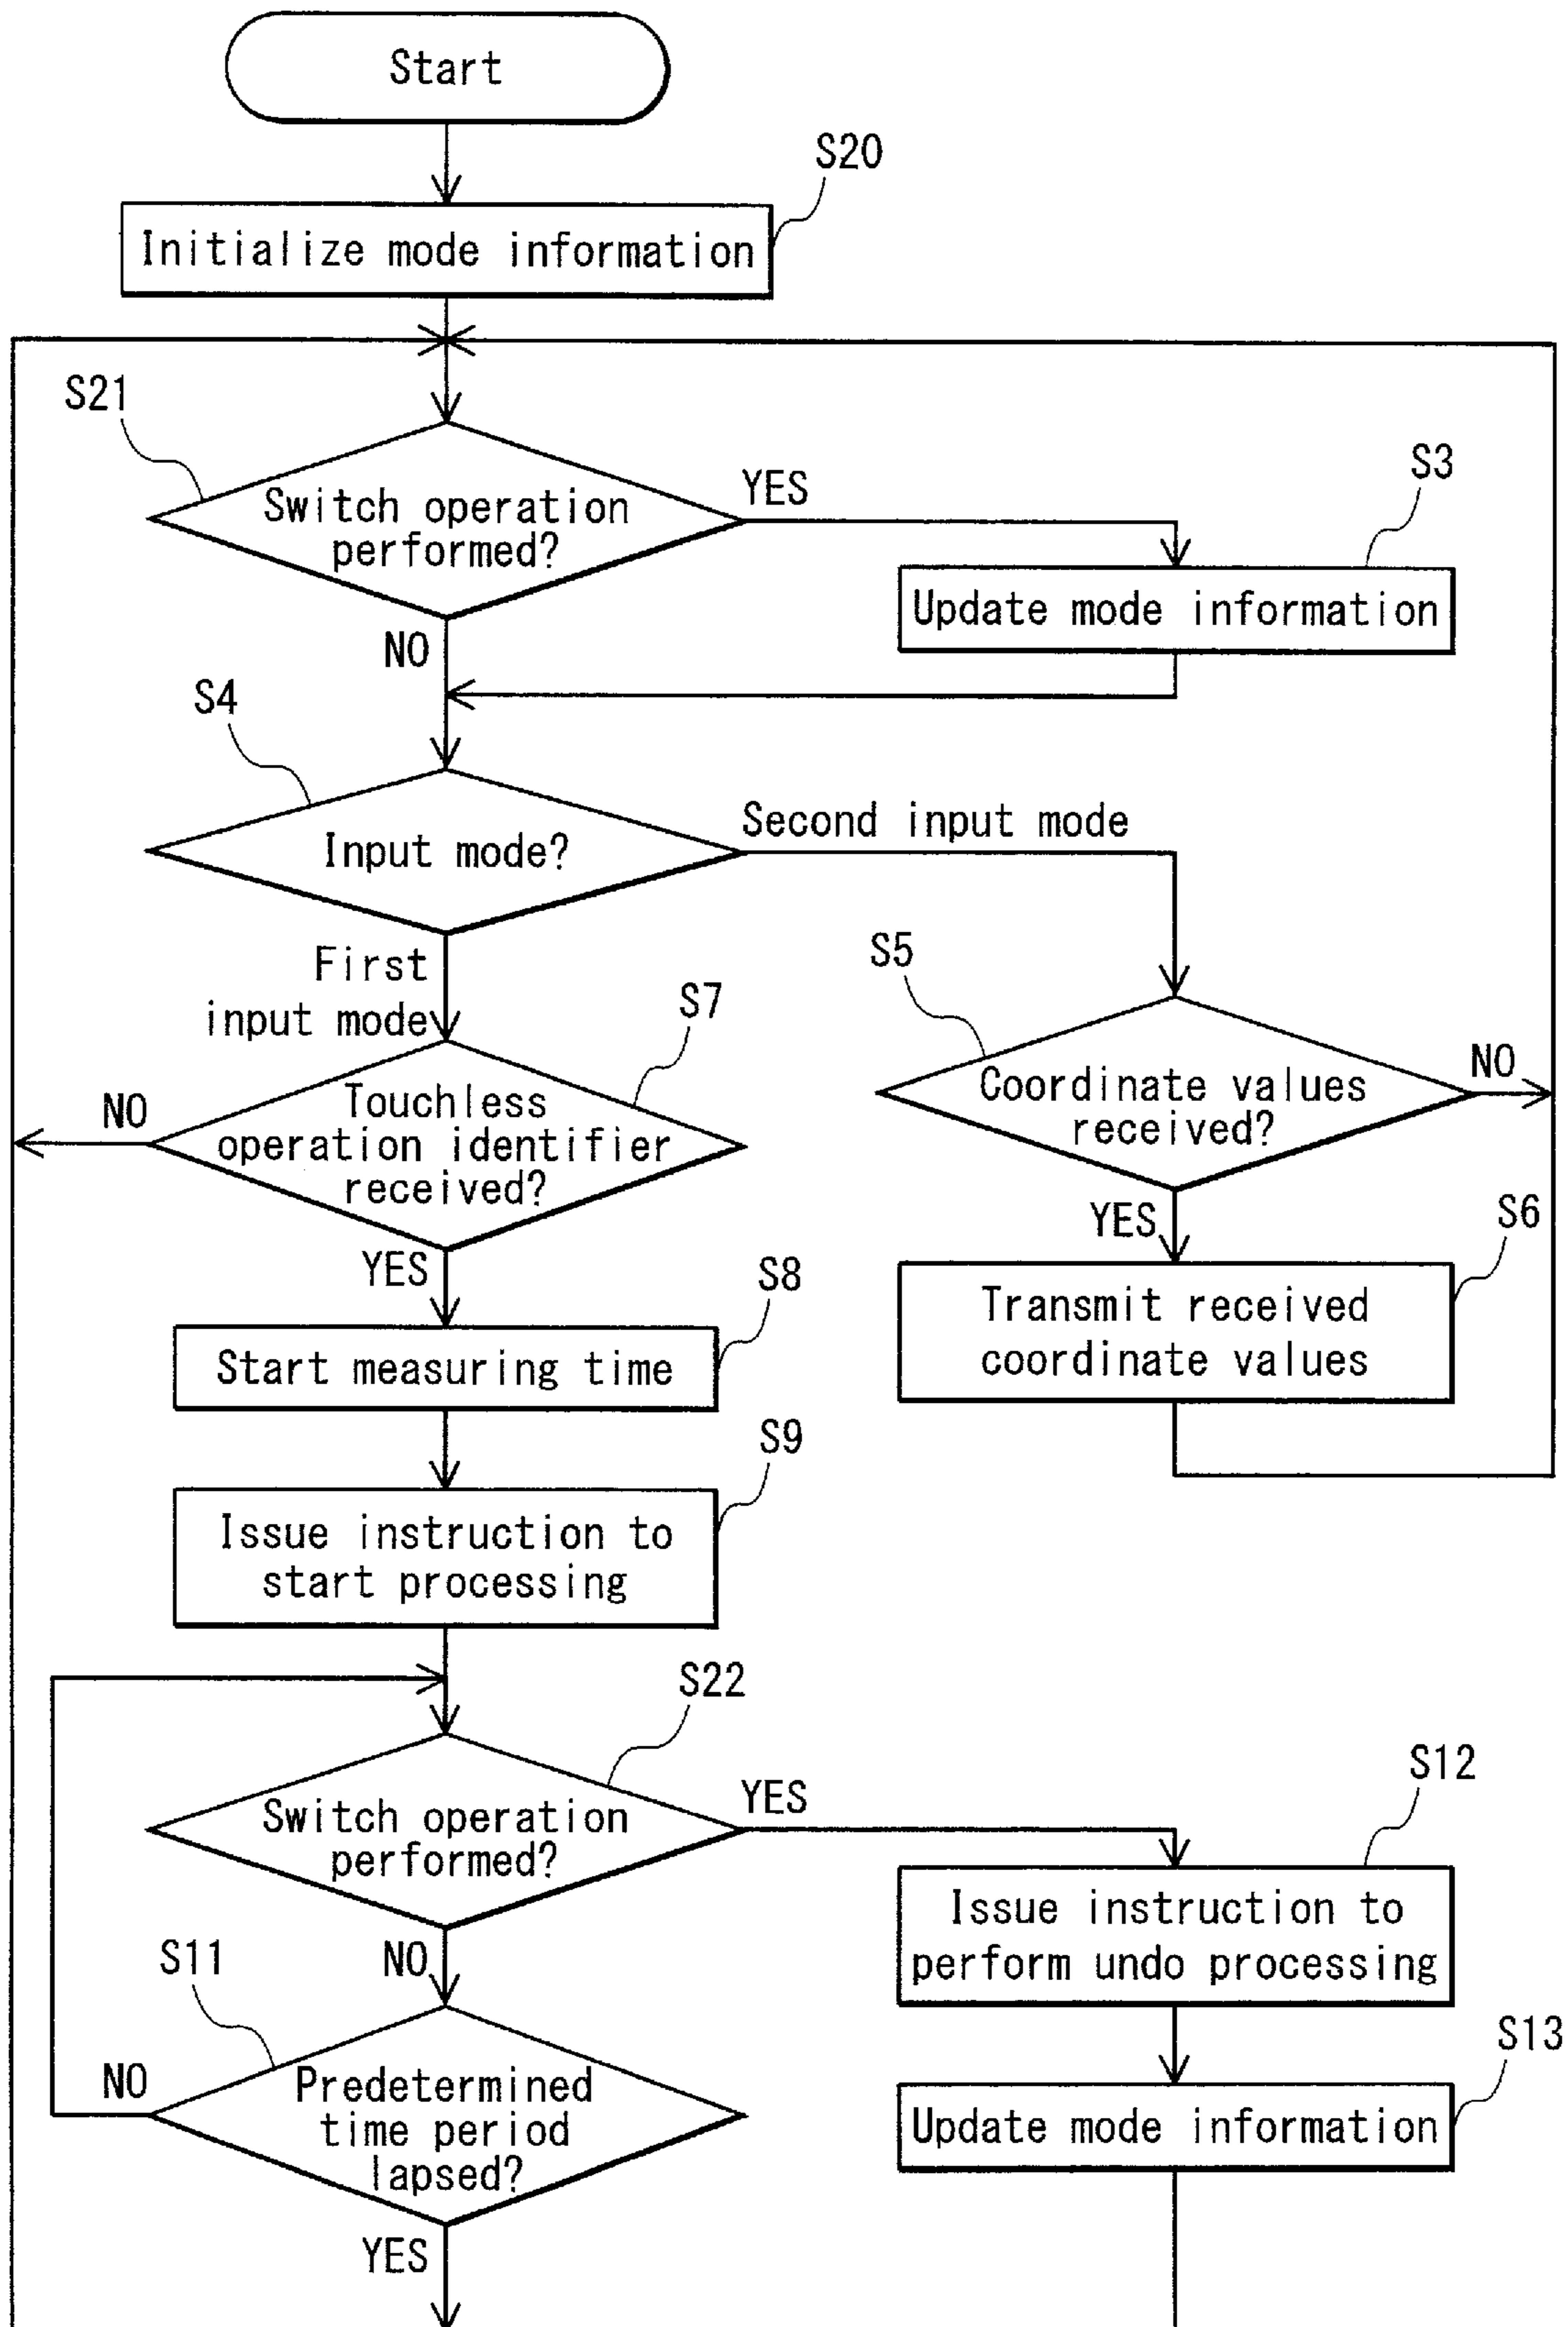 Start
S20
Initialize mode information
S21
Switch operation
performed?
YES
S3
Update mode information
NO
S4
Input mode?
Second input mode
First
input mode
S5
Coordinate values
received?
NO
S7
Touchless
operation identifier
received?
NO
YES
S6
Transmit received
coordinate values
YES
S8
Start measuring time
S9
Issue instruction to
start processing
S22
Switch operation
performed?
YES
S12
Issue instruction to
perform undo processing
NO
S11
Predetermined
time period
lapsed?
NO
S13
Update mode information
YES